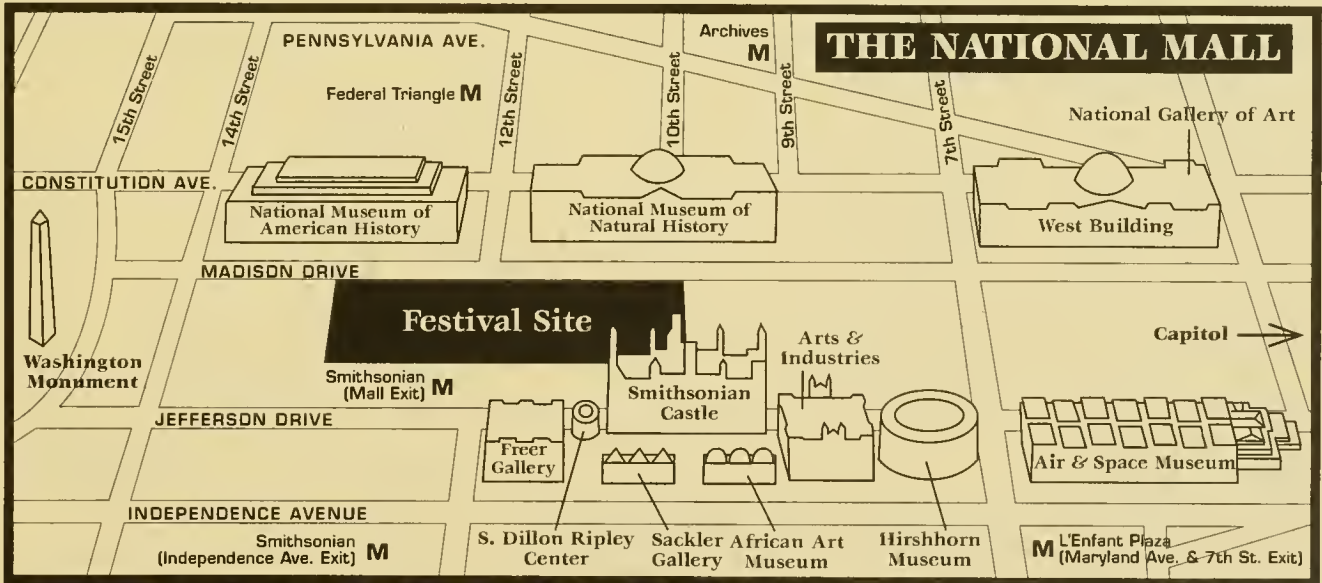 THE NATIONAL MALL
PENNSYLVANIA AVE.
Archives
M
15th Street
14th Street
Federal Triangle M
12th Street
10th Street
9th Street
7th Street
National Gallery of Art
CONSTITUTION AVE.
National Museum of
American History
National Museum of
Natural History
West Building
MADISON DRIVE
Festival Site
Washington
Monument
Capitol
Smithsonian
(Mall Exit) M
Arts &
Industries
Smithsonian
Castle
JEFFERSON DRIVE
Freer
Gallery
Air & Space Museum
INDEPENDENCE AVENUE
Smithsonian
(Independence Ave. Exit) M
S. Dillon Ripley
Center
Sackler
Gallery
African Art
Museum
Hirshhorn
Museum
M L'Enfant Plaza
(Maryland Ave. & 7th St. Exit)